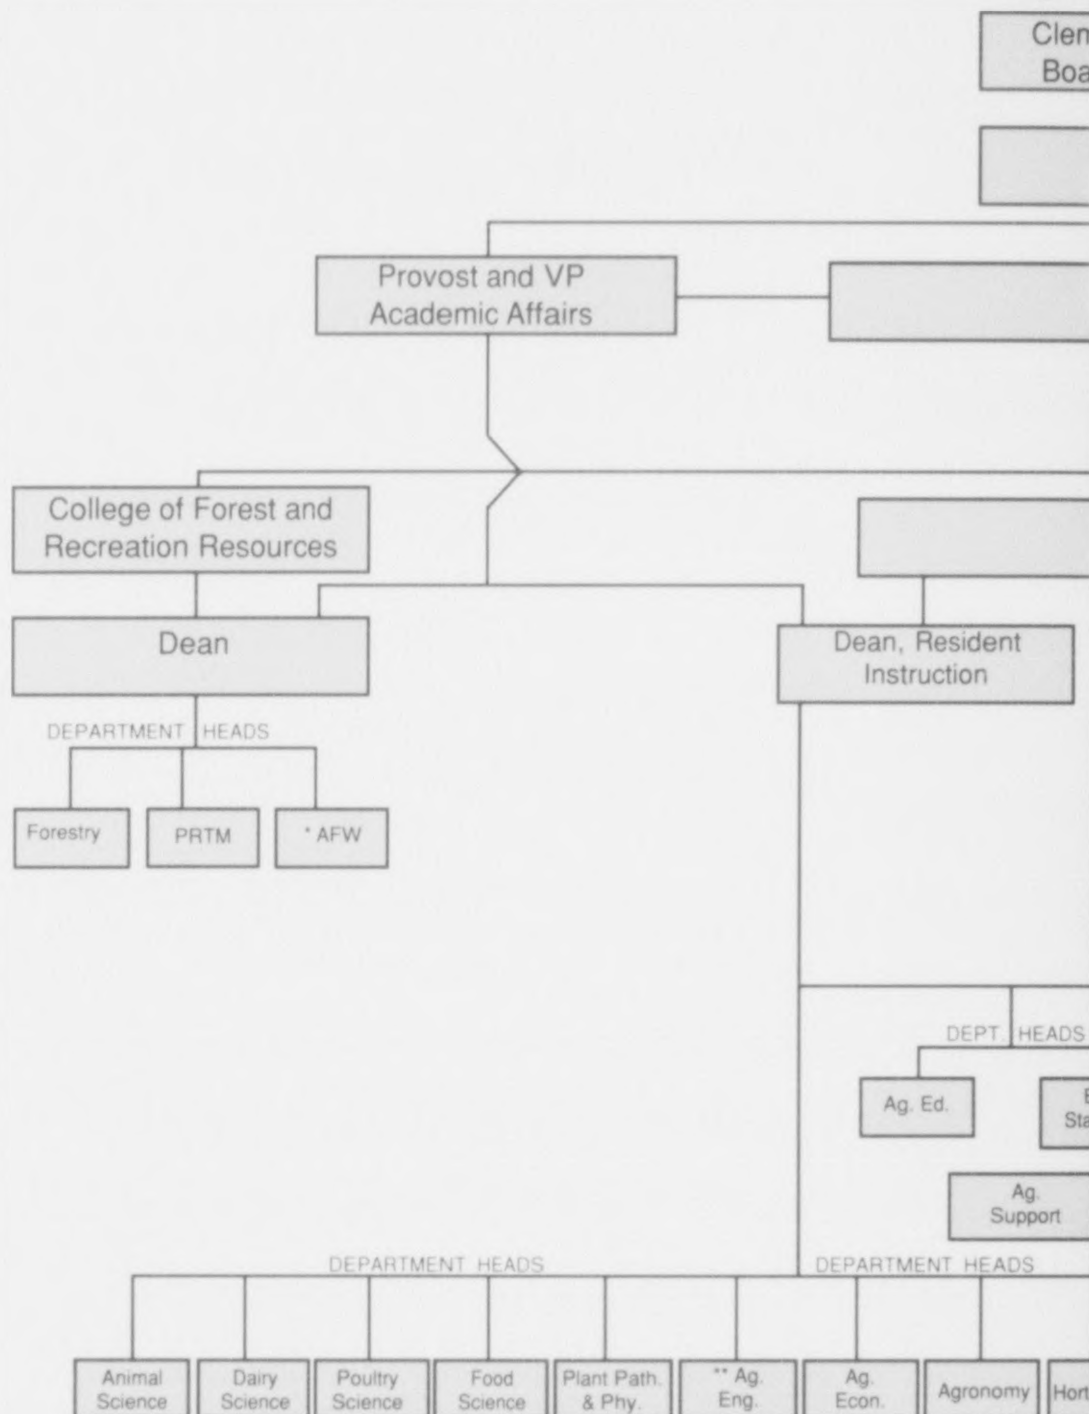 Provost and VP
Academic Affairs
College of Forest and
Recreation Resources
Dean
Dean, Resident
Instruction
DEPARTMENT HEADS
Forestry
PRTM
* AFW
DEPT. HEADS
Ag. Ed.
Ag.
Support
DEPARTMENT HEADS
DEPARTMENT HEADS
Animal
Science
Dairy
Science
Poultry
Science
Food
Science
Plant Path.
& Phy.
** Ag.
Eng.
Ag.
Econ.
Agronomy